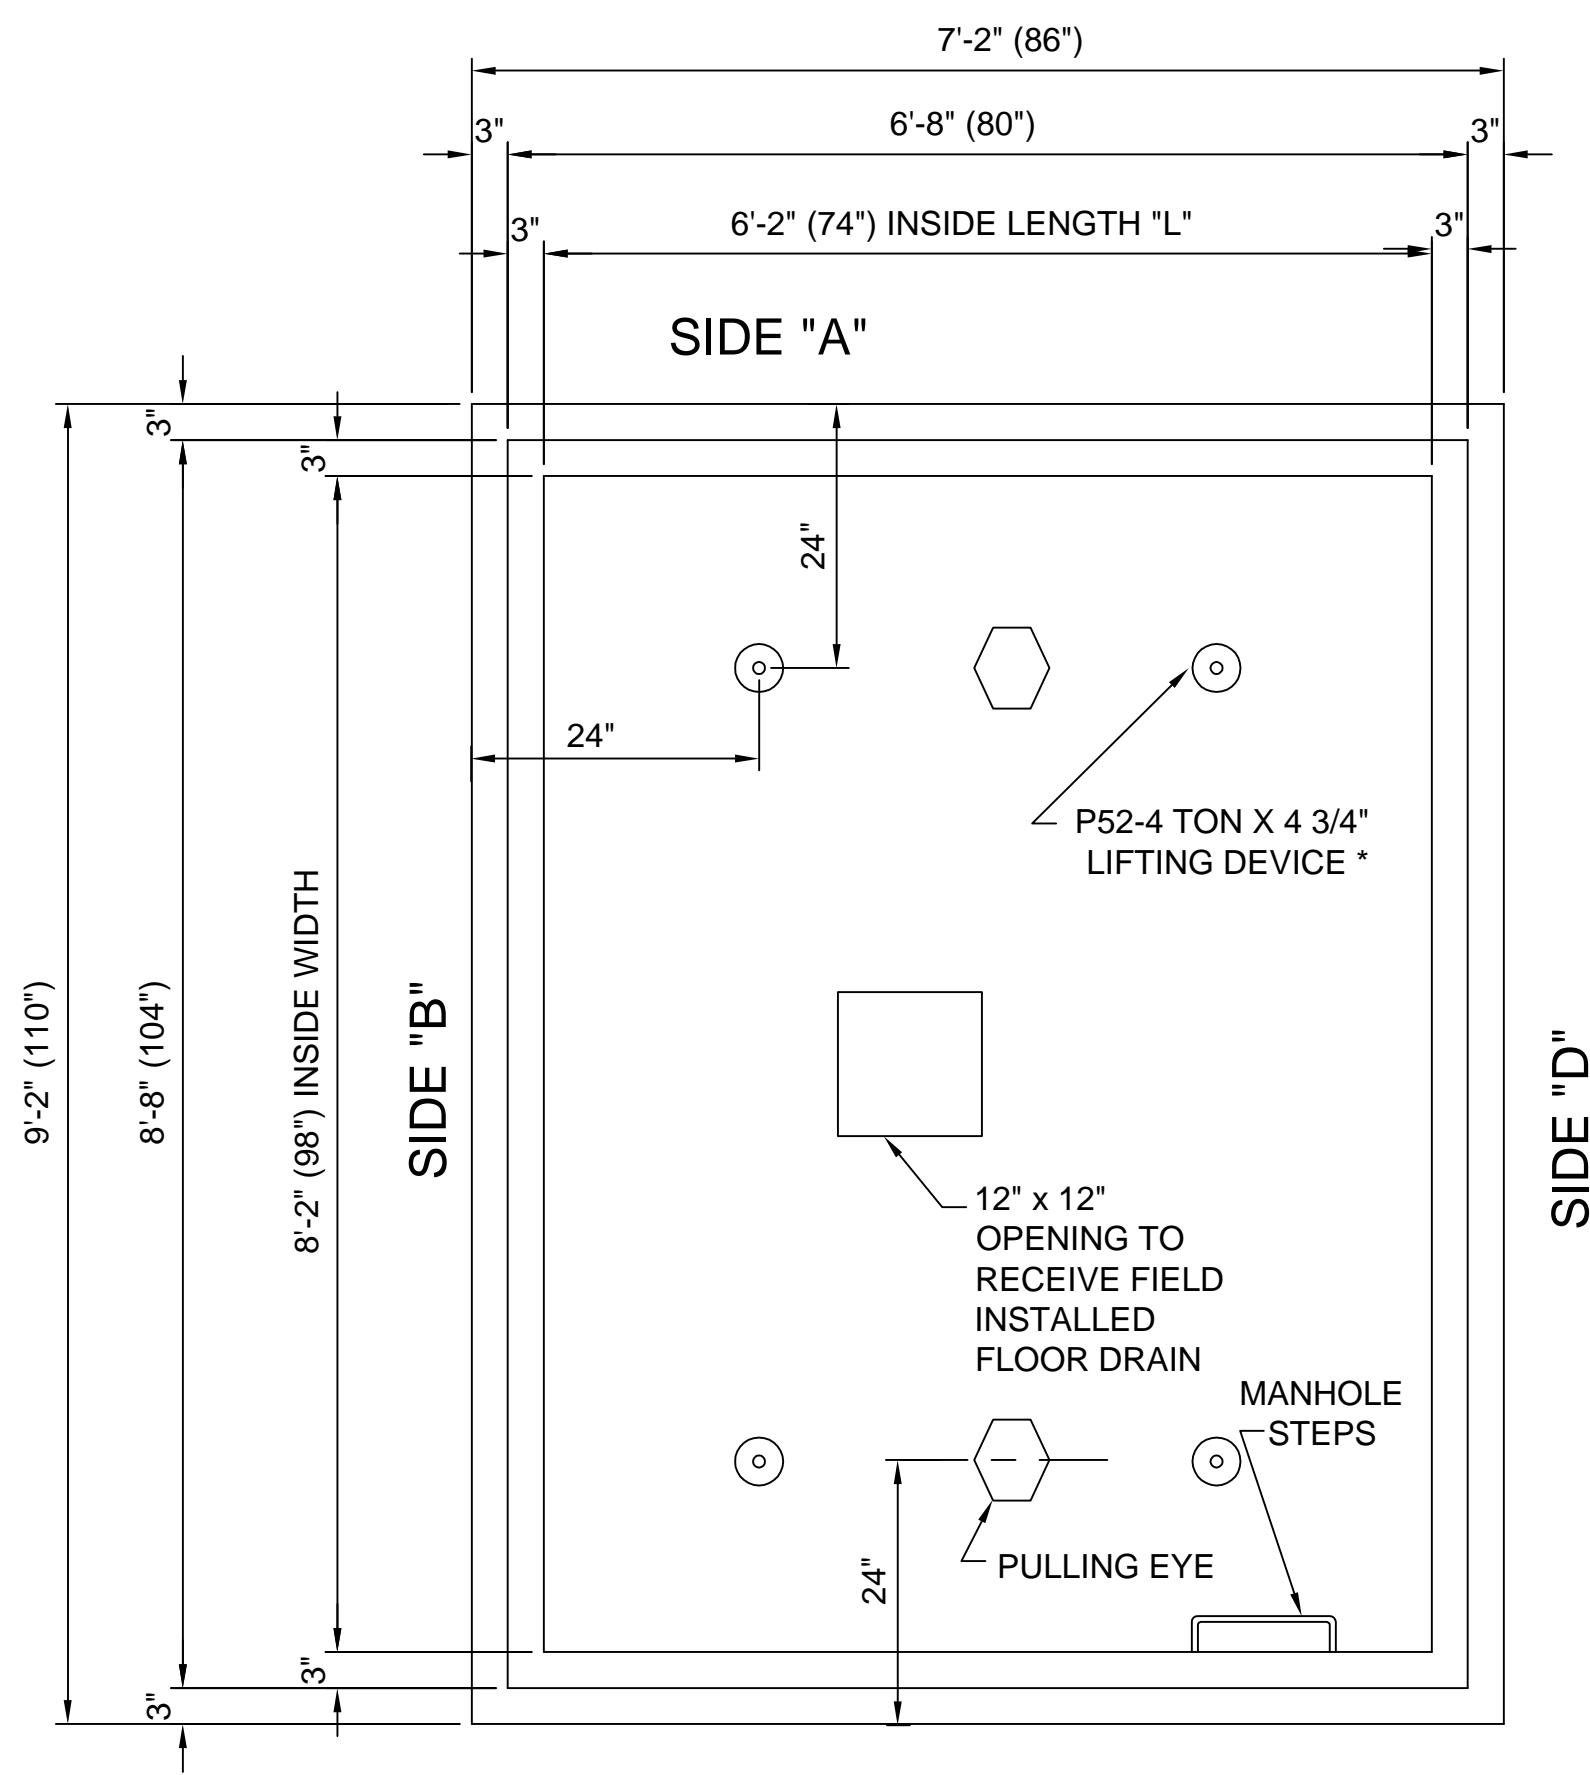 7'-2" (86")
3"
6'-8" (80")
3"
3"
6'-2" (74") INSIDE LENGTH "L"
3"
SIDE "A"
3"
3"
24"
24"
P52-4 TON X 4 3/4"
LIFTING DEVICE *
9'-2" (110")
8'-8" (104")
8'-2" (98") INSIDE WIDTH
SIDE "B"
SIDE "D"
12" x 12"
OPENING TO
RECEIVE FIELD
INSTALLED
FLOOR DRAIN
MANHOLE
STEPS
PULLING EYE
24"
3"
3"